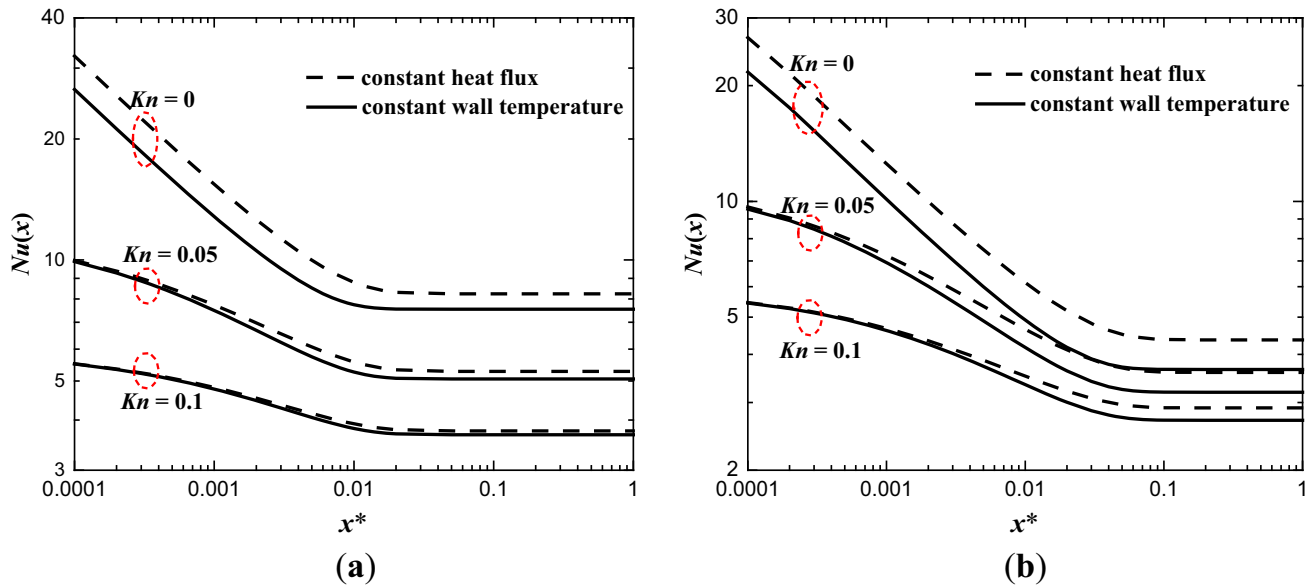 40
20
10
5
3
0.0001
0.001
0.01
0.1
1
Nu(x)
x*
constant heat flux
constant wall temperature
Kn = 0
Kn = 0.05
Kn = 0.1
(a)
30
20
10
5
2
0.0001
0.001
0.01
0.1
1
Nu(x)
x*
constant heat flux
constant wall temperature
Kn = 0
Kn = 0.05
Kn = 0.1
(b)